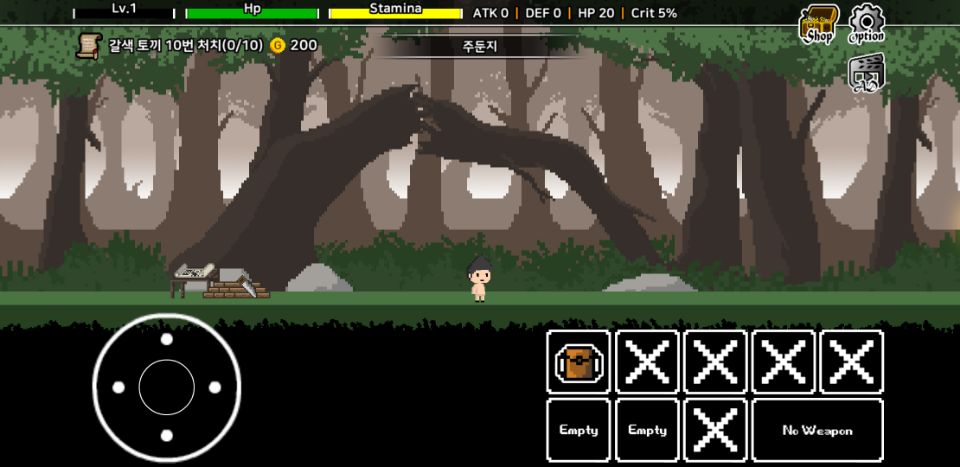 Lv.1
Hp
Stamina
ATK 0 | DEF 0 | HP 20 | Crit 5%
갈색 토끼 10번 처치(0/10) G 200
주둔지
Shop
Option
AD
Empty
Empty
No Weapon